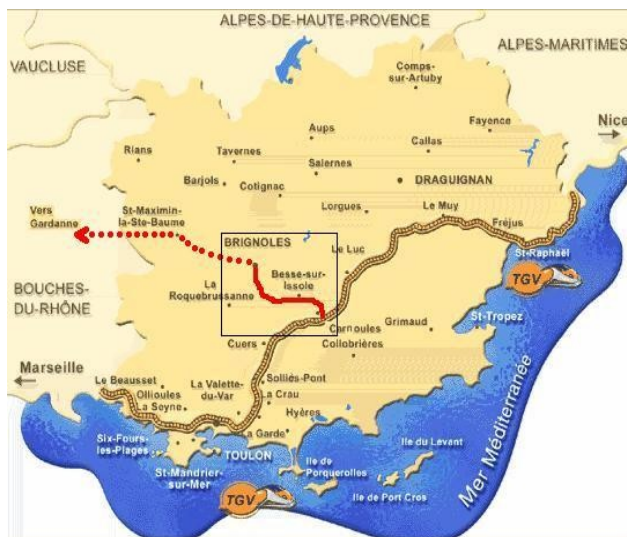 ALPES-DE-HAUTE-PROVENCE
ALPES-MARITIMES
VAUCLUSE
Comps-
sur-Artuby
Nice
Fayence
Aups
Callas
Rians
Tavernes
Salernes
Barjols
Cotignac
DRAGUIGNAN
Lorgues
Le Muy
Vers
Gardanne
St-Maximin-
la-Ste-Baume
Fréjus
BRIGNOLES
Le Luc
St-Raphaël
TGV
Besse-sur-
Issole
BOUCHES-
DU-RHÔNE
La
Roquebrussanne
St-Tropez
Carnoules
Grimaud
Cuers
Collobrières
Marseille
Le Beausset
La Valette-
du-Var
Solliés-Pont
Ollioules
La Crau
La Seyne
Hyères
La Garde
Six-Fours-
les-Plages
TOULON
Ile du Levant
St-Mandrier-
sur-Mer
Ile de
Porquerolles
Ile de Port Cros
TGV
Mer Méditerranée